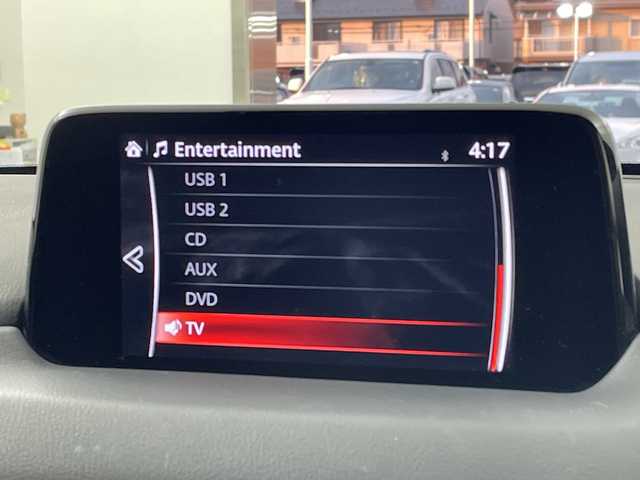 Entertainment 4:17
USB 1
USB 2
CD
AUX
DVD
TV